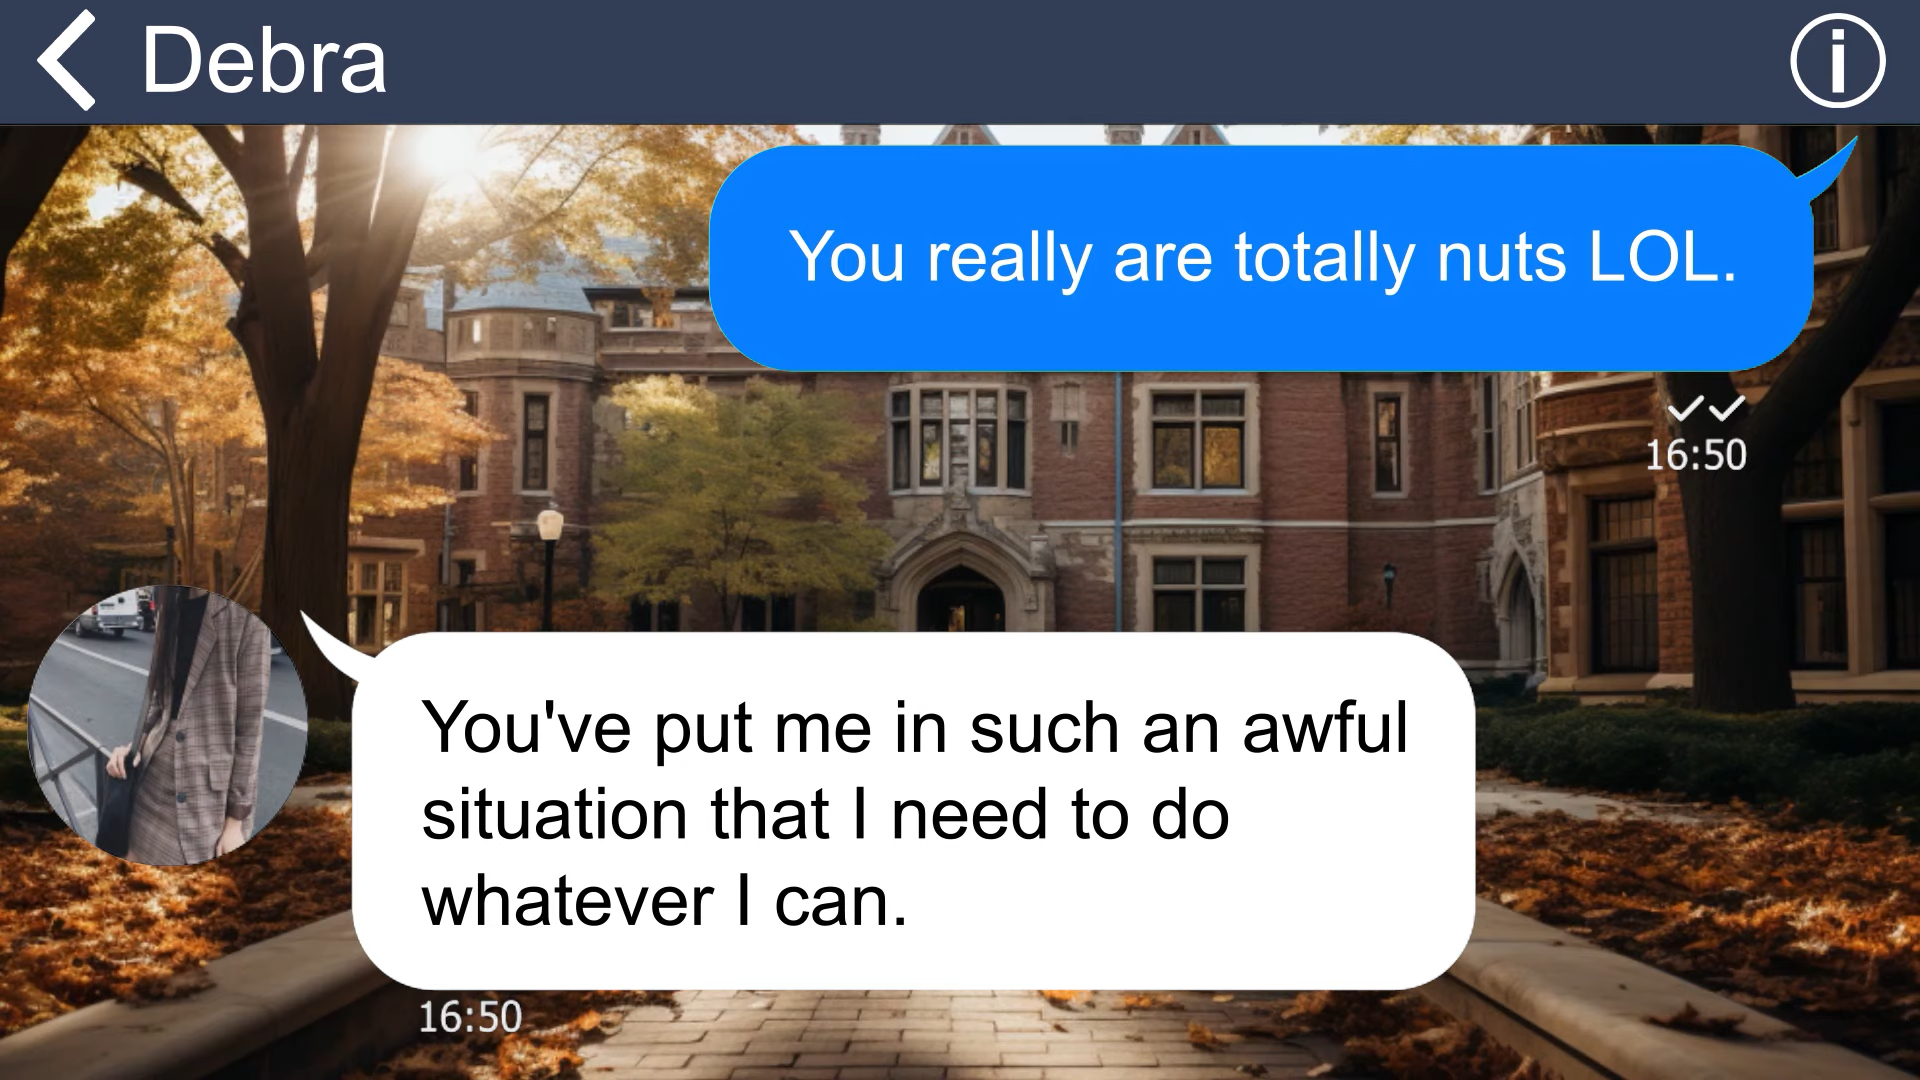 Debra
You really are totally nuts LOL.
16:50
You've put me in such an awful
situation that I need to do
whatever I can.
16:50